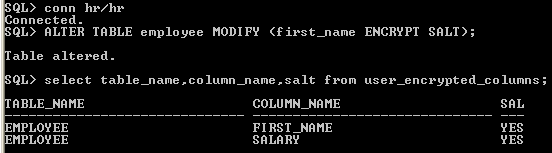 SQL> conn hr/hr
Connected.
SQL> ALTER TABLE employee MODIFY (first_name ENCRYPT SALT);
Table altered.
SQL> select table_name,column_name,salt from user_encrypted_columns;
TABLE_NAME COLUMN_NAME SAL
------------------------------ ------------------------------ ---
EMPLOYEE FIRST_NAME YES
EMPLOYEE SALARY YES